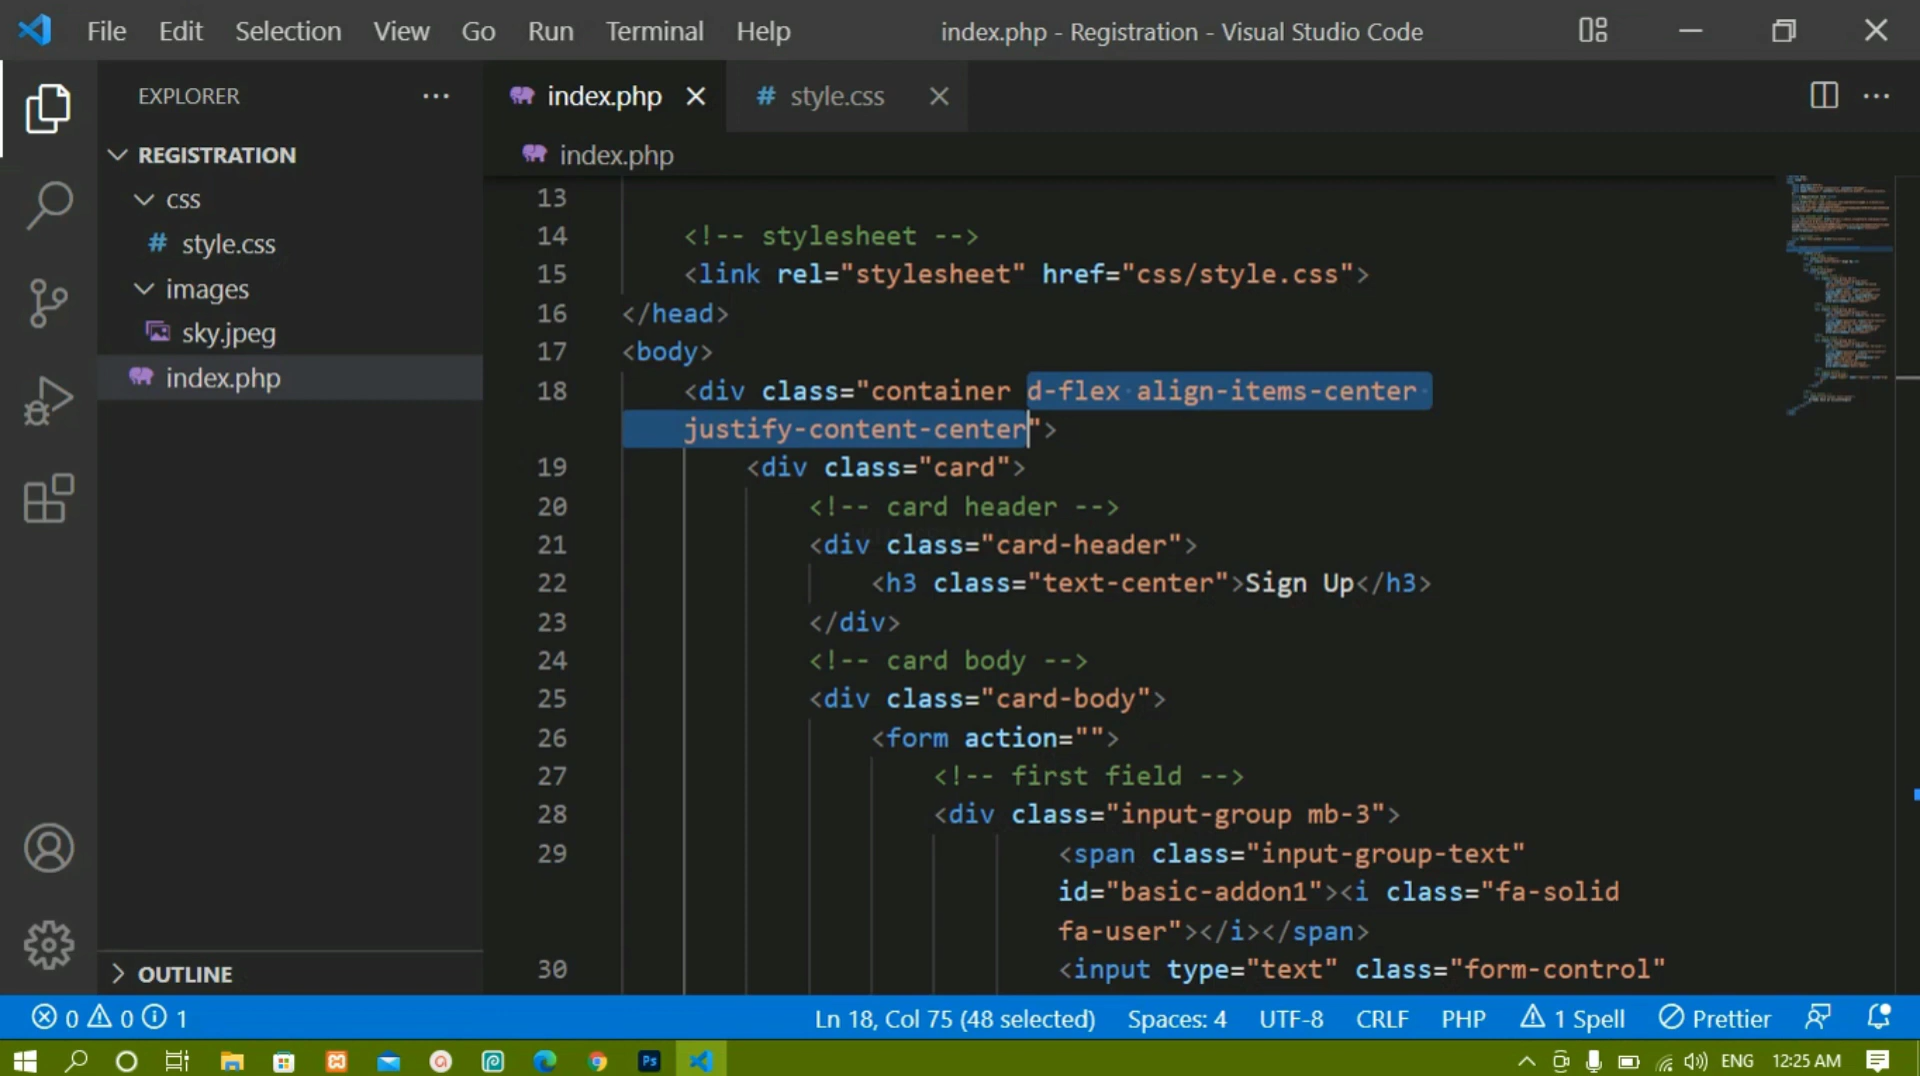 File Edit Selection View Go Run Terminal Help index.php - Registration - Visual Studio Code
EXPLORER
REGISTRATION
css
# style.css
images
sky.jpeg
index.php
OUTLINE
index.php # style.css
index.php
13
14 <!-- stylesheet -->
15 <link rel="stylesheet" href="css/style.css">
16 </head>
17 <body>
18 <div class="container d-flex align-items-center
justify-content-center">
19 <div class="card">
20 <!-- card header -->
21 <div class="card-header">
22 <h3 class="text-center">Sign Up</h3>
23 </div>
24 <!-- card body -->
25 <div class="card-body">
26 <form action="">
27 <!-- first field -->
28 <div class="input-group mb-3">
29 <span class="input-group-text"
id="basic-addon1"><i class="fa-solid
fa-user"></i></span>
30 <input type="text" class="form-control"
0 0 1 Ln 18, Col 75 (48 selected) Spaces: 4 UTF-8 CRLF PHP 1 Spell Prettier
Ps ENG 12:25 AM